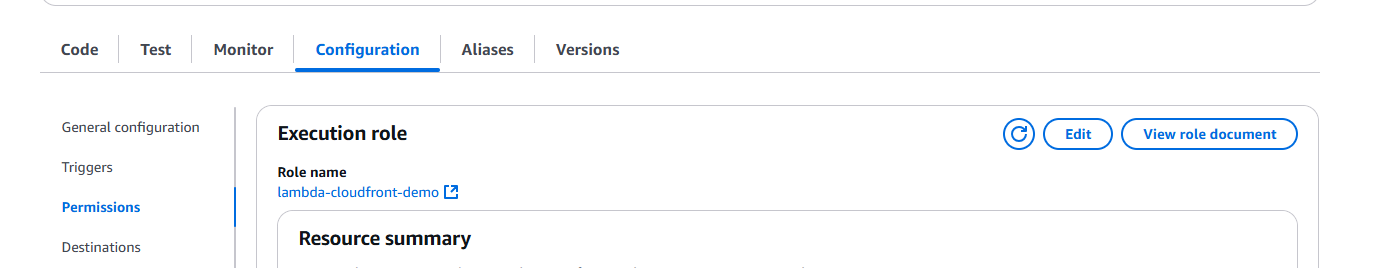 Code Test Monitor Configuration Aliases Versions
General configuration
Triggers
Permissions
Destinations
Execution role
Edit
View role document
Role name
lambda-cloudfront-demo
Resource summary